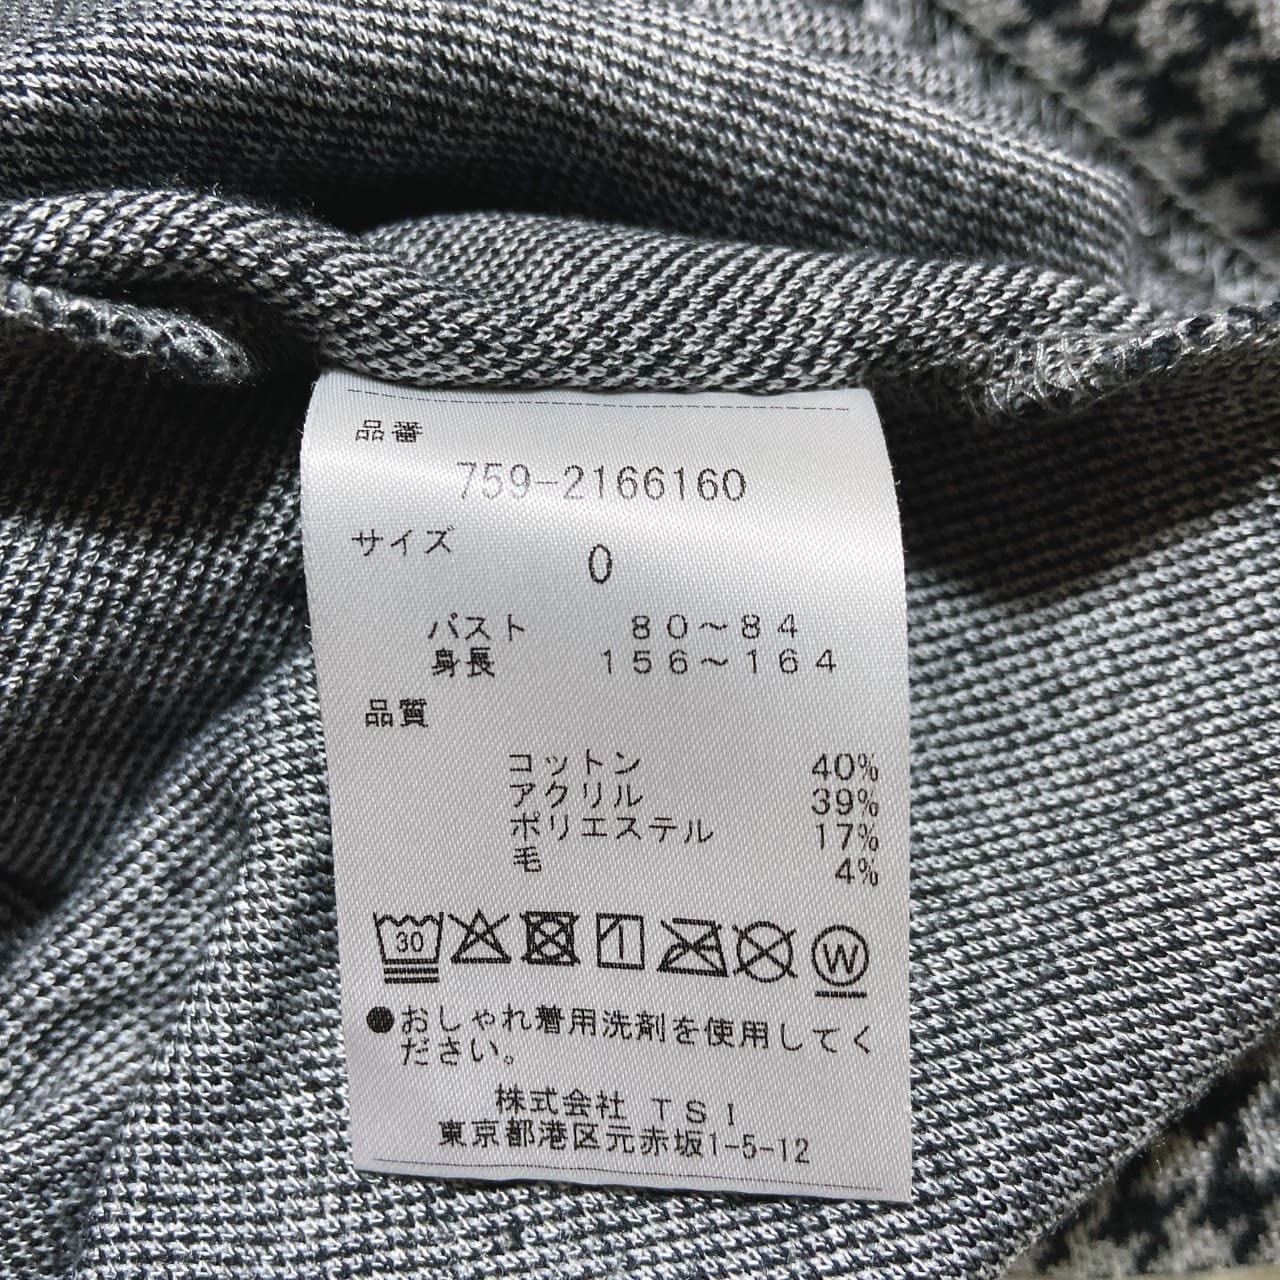 品番
759-2166160
サイズ 0
バスト 80～84
身長 156～164
品質
コットン 40%
アクリル 39%
ポリエステル 17%
毛 4%
30 W
●おしゃれ着用洗剤を使用してく
ださい。
株式会社 TSI
東京都港区元赤坂1-5-12